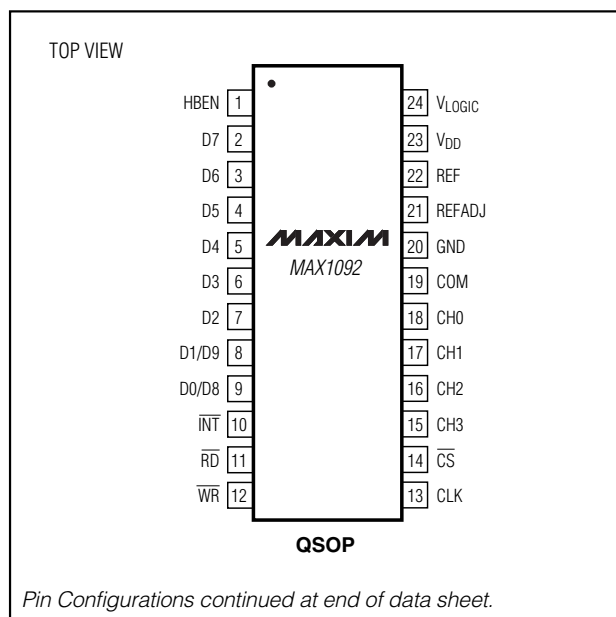 TOP VIEW
HBEN 1
D7 2
D6 3
D5 4
D4 5
D3 6
D2 7
D1/D9 8
D0/D8 9
INT 10
RD 11
WR 12
MAXIM
MAX1092
24 VLOGIC
23 VDD
22 REF
21 REFADJ
20 GND
19 COM
18 CH0
17 CH1
16 CH2
15 CH3
14 CS
13 CLK
QSOP
Pin Configurations continued at end of data sheet.